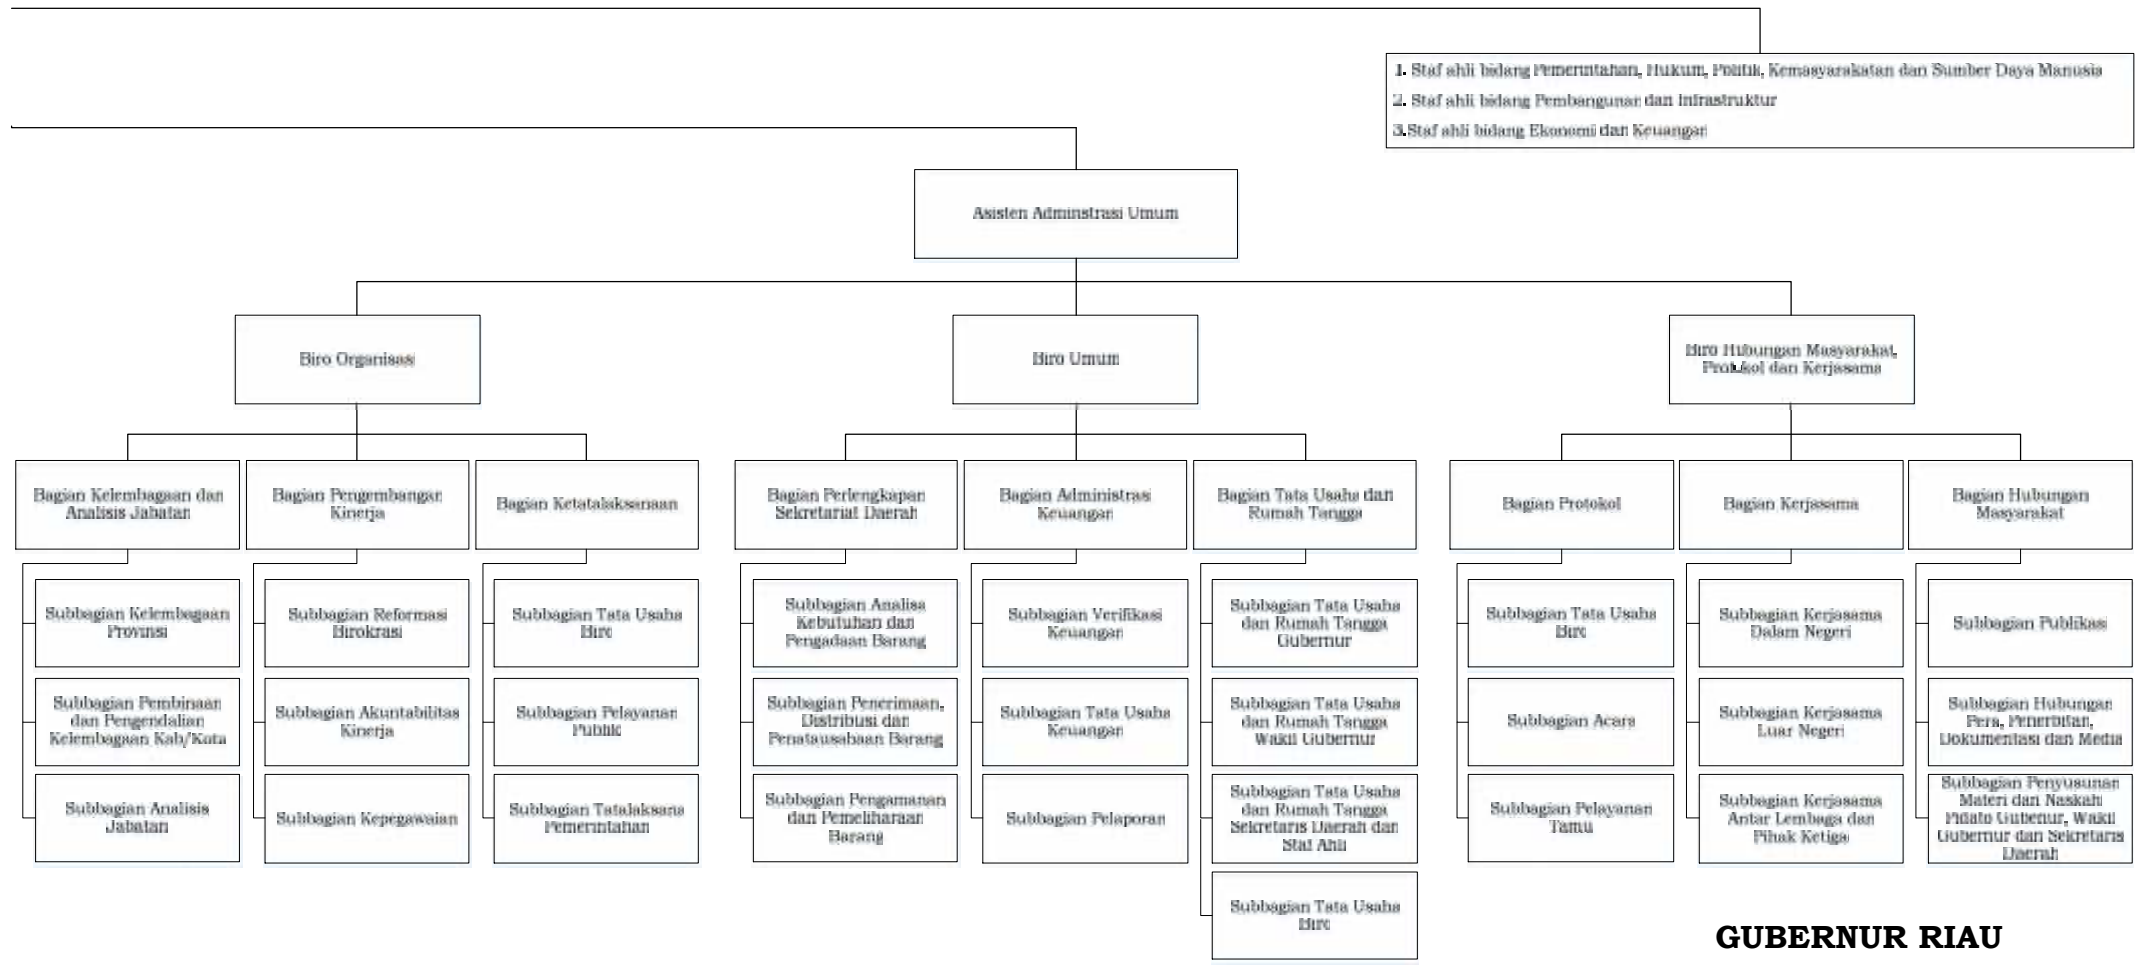 1. Staf ahli bidang Pemerintahan, Hukum, Politik, Kemasyarakatan dan Sumber Daya Manusia
2. Staf ahli bidang Pembangunan dan Infrastruktur
3.Staf ahli bidang Ekonomi dan Keuangan
Asisten Adminstrasi Umum
Biro Organisasi
Biro Umum
Biro Hubungan Masyarakat,
Protokol dan Kerjasama
Bagian Kelembagaan dan
Analisis Jabatan
Bagian Pengembangan
Kinerja
Bagian Ketatalaksanaan
Bagian Perlengkapan
Sekretariat Daerah
Bagian Administrasi
Keuangan
Bagian Tata Usaha dan
Rumah Tangga
Bagian Protokol
Bagian Kerjasama
Bagian Hubungan
Masyarakat
Subbagian Kelembagaan
Provinsi
Subbagian Reformasi
Birokrasi
Subbagian Tata Usaha
Biro
Subbagian Analisa
Kebutuhan dan
Pengadaan Barang
Subbagian Verifikasi
Keuangan
Subbagian Tata Usaha
dan Rumah Tangga
Gubernur
Subbagian Tata Usaha
Biro
Subbagian Kerjasama
Dalam Negeri
Subbagian Publikasi
Subbagian Pembinaan
dan Pengendalian
Kelembagaan Kab/Kota
Subbagian Akuntabilitas
Kinerja
Subbagian Pelayanan
Publik
Subbagian Penerimaan,
Distribusi dan
Penatausahaan Barang
Subbagian Tata Usaha
Keuangan
Subbagian Tata Usaha
dan Rumah Tangga
Wakil Gubernur
Subbagian Acara
Subbagian Kerjasama
Luar Negeri
Subbagian Hubungan
Pers, Penerbitan,
Dokumentasi dan Media
Subbagian Analisis
Jabatan
Subbagian Kepegawaian
Subbagian Tatalaksana
Pemerintahan
Subbagian Pengamanan
dan Pemeliharaan
Barang
Subbagian Pelaporan
Subbagian Tata Usaha
dan Rumah Tangga
Sekretaris Daerah dan
Staf Ahli
Subbagian Pelayanan
Tamu
Subbagian Kerjasama
Antar Lembaga dan
Pihak Ketiga
Subbagian Penyusunan
Materi dan Naskah
Pidato Gubenur, Wakil
Gubernur dan Sekretaris
Daerah
Subbagian Tata Usaha
Biro
GUBERNUR RIAU